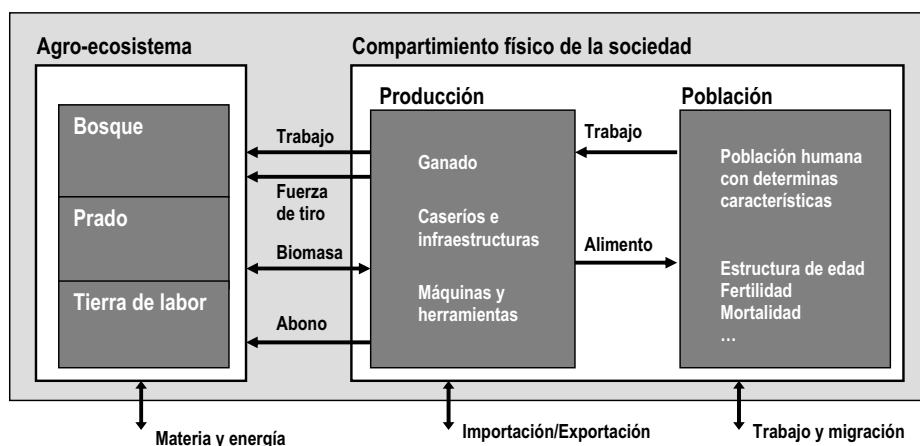 Agro-ecosistema
Compartimiento físico de la sociedad
Bosque
Prado
Tierra de labor
Trabajo
Fuerza
de tiro
Biomasa
Abono
Producción
Ganado
Caseríos e
infraestructuras
Máquinas y
herramientas
Trabajo
Alimento
Población
Población humana
con determinas
características
Estructura de edad
Fertilidad
Mortalidad
…
Materia y energía
Importación/Exportación
Trabajo y migración